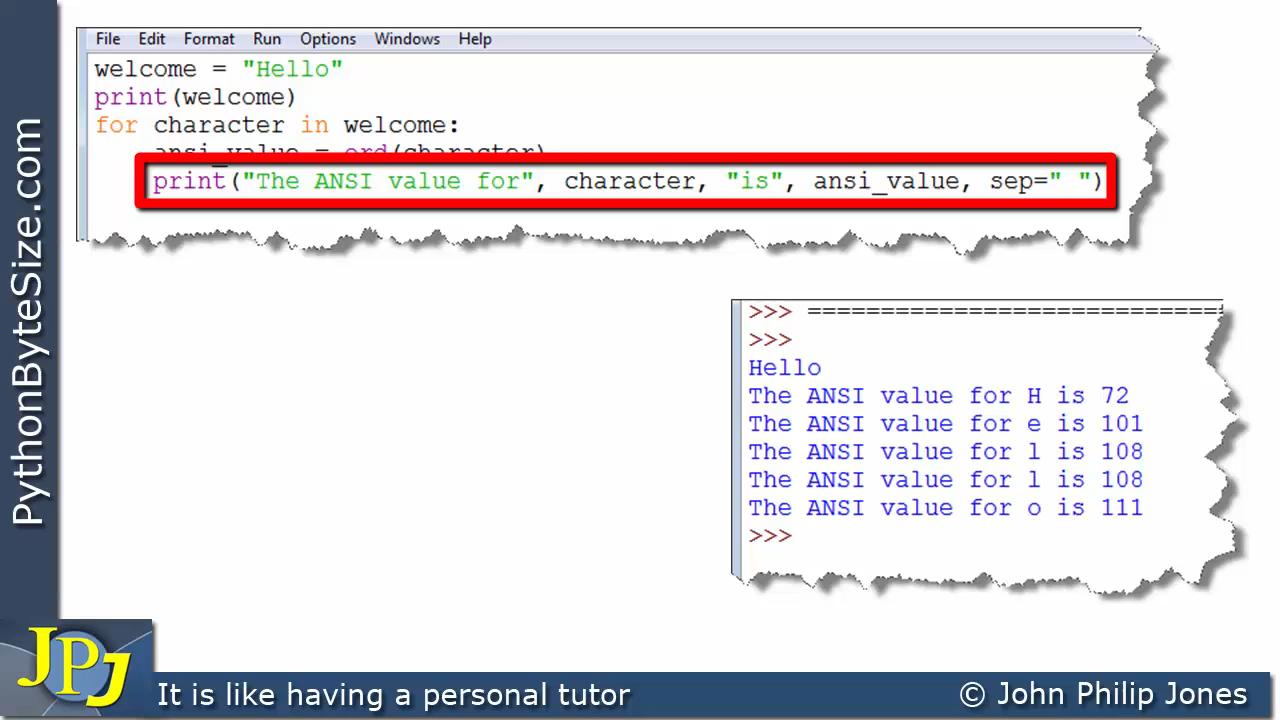 File Edit Format Run Options Windows Help
welcome = "Hello"
print(welcome)
for character in welcome:
ansi_value = ord(character)
print("The ANSI value for", character, "is", ansi_value, sep=" ")
>>> ============================
>>>
Hello
The ANSI value for H is 72
The ANSI value for e is 101
The ANSI value for l is 108
The ANSI value for l is 108
The ANSI value for o is 111
>>>
PythonByteSize.com
JPJ
It is like having a personal tutor
© John Philip Jones